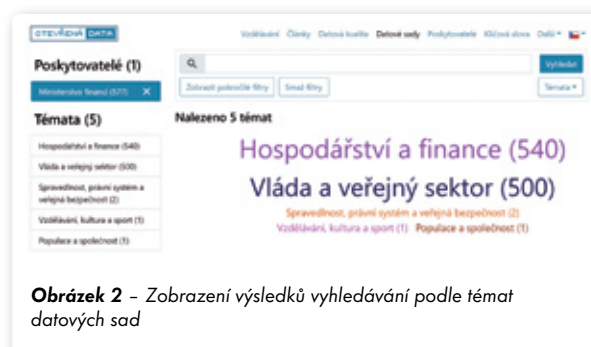 OTEVŘENÁ DATA
Vzdělávání Články Datová kvalita Datové sady Poskytovatelé Klíčová slova Další
Poskytovatelé (1)
Vyhledat
Ministerstvo financí (577) X
Zobrazit pokročilé filtry Smaž filtry Témata
Témata (5)
Nalezeno 5 témat
Hospodářství a finance (540)
Vláda a veřejný sektor (500)
Spravedlnost, právní systém a
veřejná bezpečnost (2)
Vzdělávání, kultura a sport (1)
Populace a společnost (1)
Hospodářství a finance (540)
Vláda a veřejný sektor (500)
Spravedlnost, právní systém a veřejná bezpečnost (2)
Vzdělávání, kultura a sport (1) Populace a společnost (1)
Obrázek 2 – Zobrazení výsledků vyhledávání podle témat
datových sad